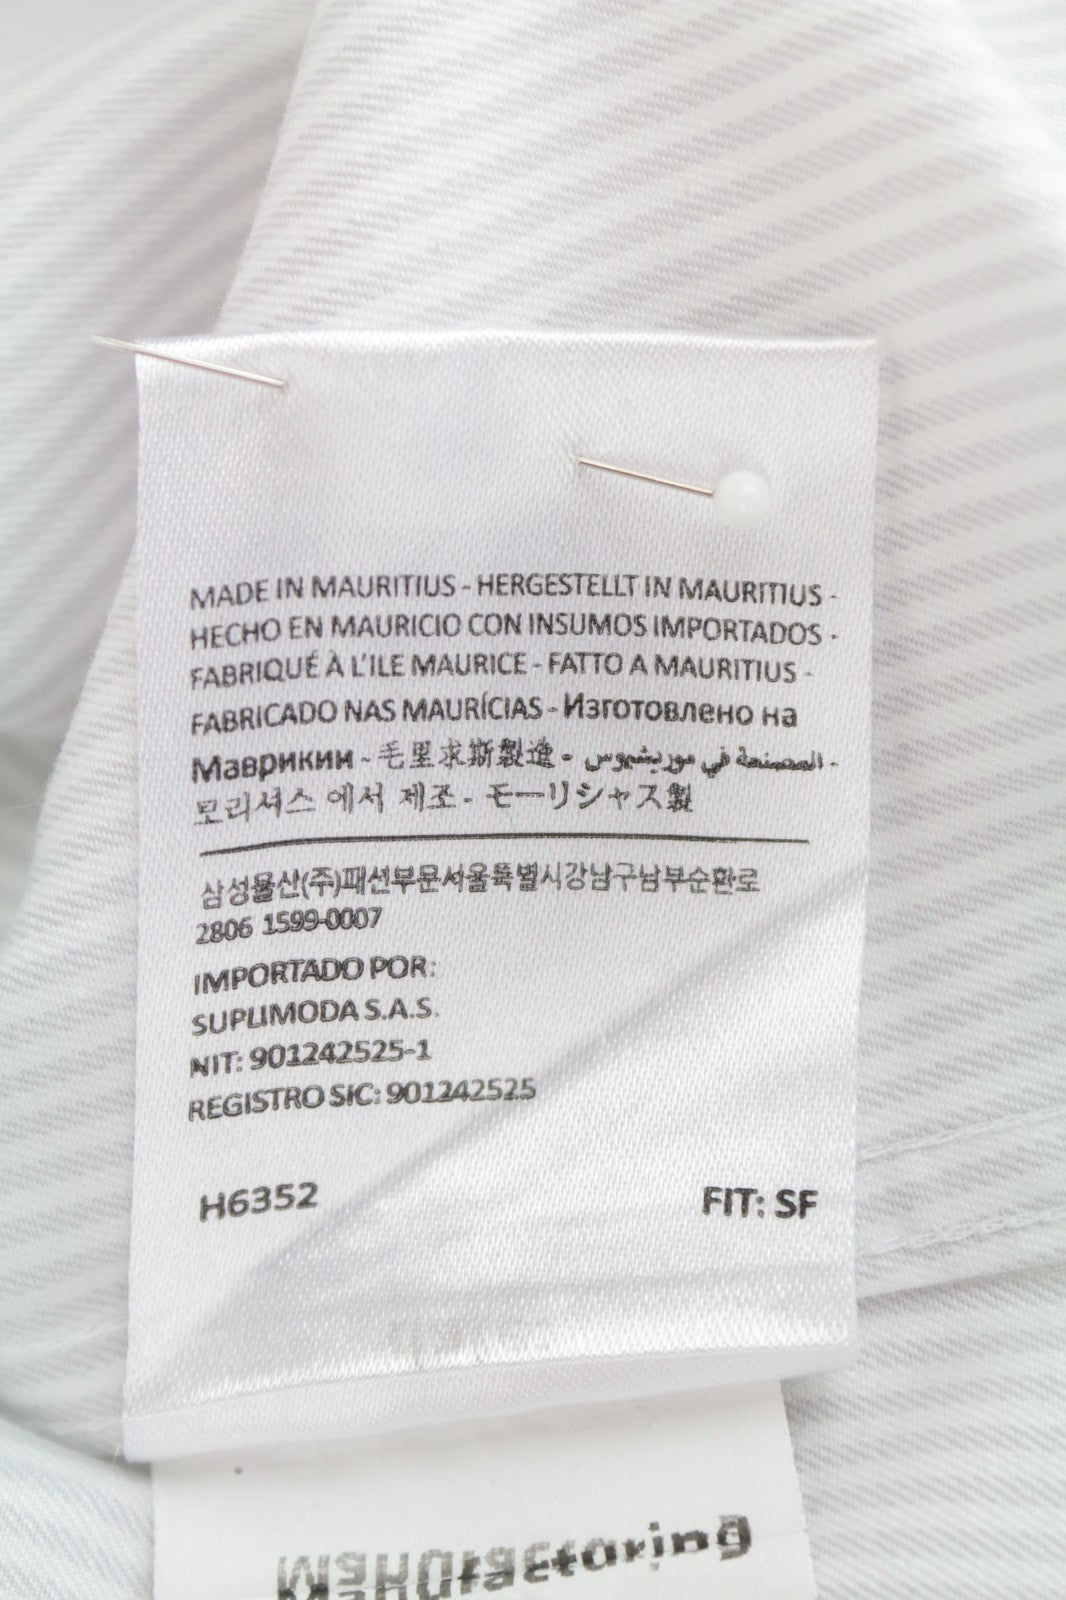 MADE IN MAURITIUS - HERGESTELLT IN MAURITIUS -
HECHO EN MAURICIO CON INSUMOS IMPORTADOS -
FABRIQUÉ À L'ILE MAURICE - FATTO A MAURITIUS -
FABRICADO NAS MAURÍCIAS - Изготовлено на
Маврикии - 毛里求斯製造 - المصنعة في موريشيوس -
모리셔스 에서 제조 - モーリシャス製
삼성물산(주)패션부문서울특별시강남구남부순환로
2806 1599-0007
IMPORTADO POR:
SUPLIMODA S.A.S.
NIT: 901242525-1
REGISTRO SIC: 901242525
H6352 FIT: SF
Manufactoring